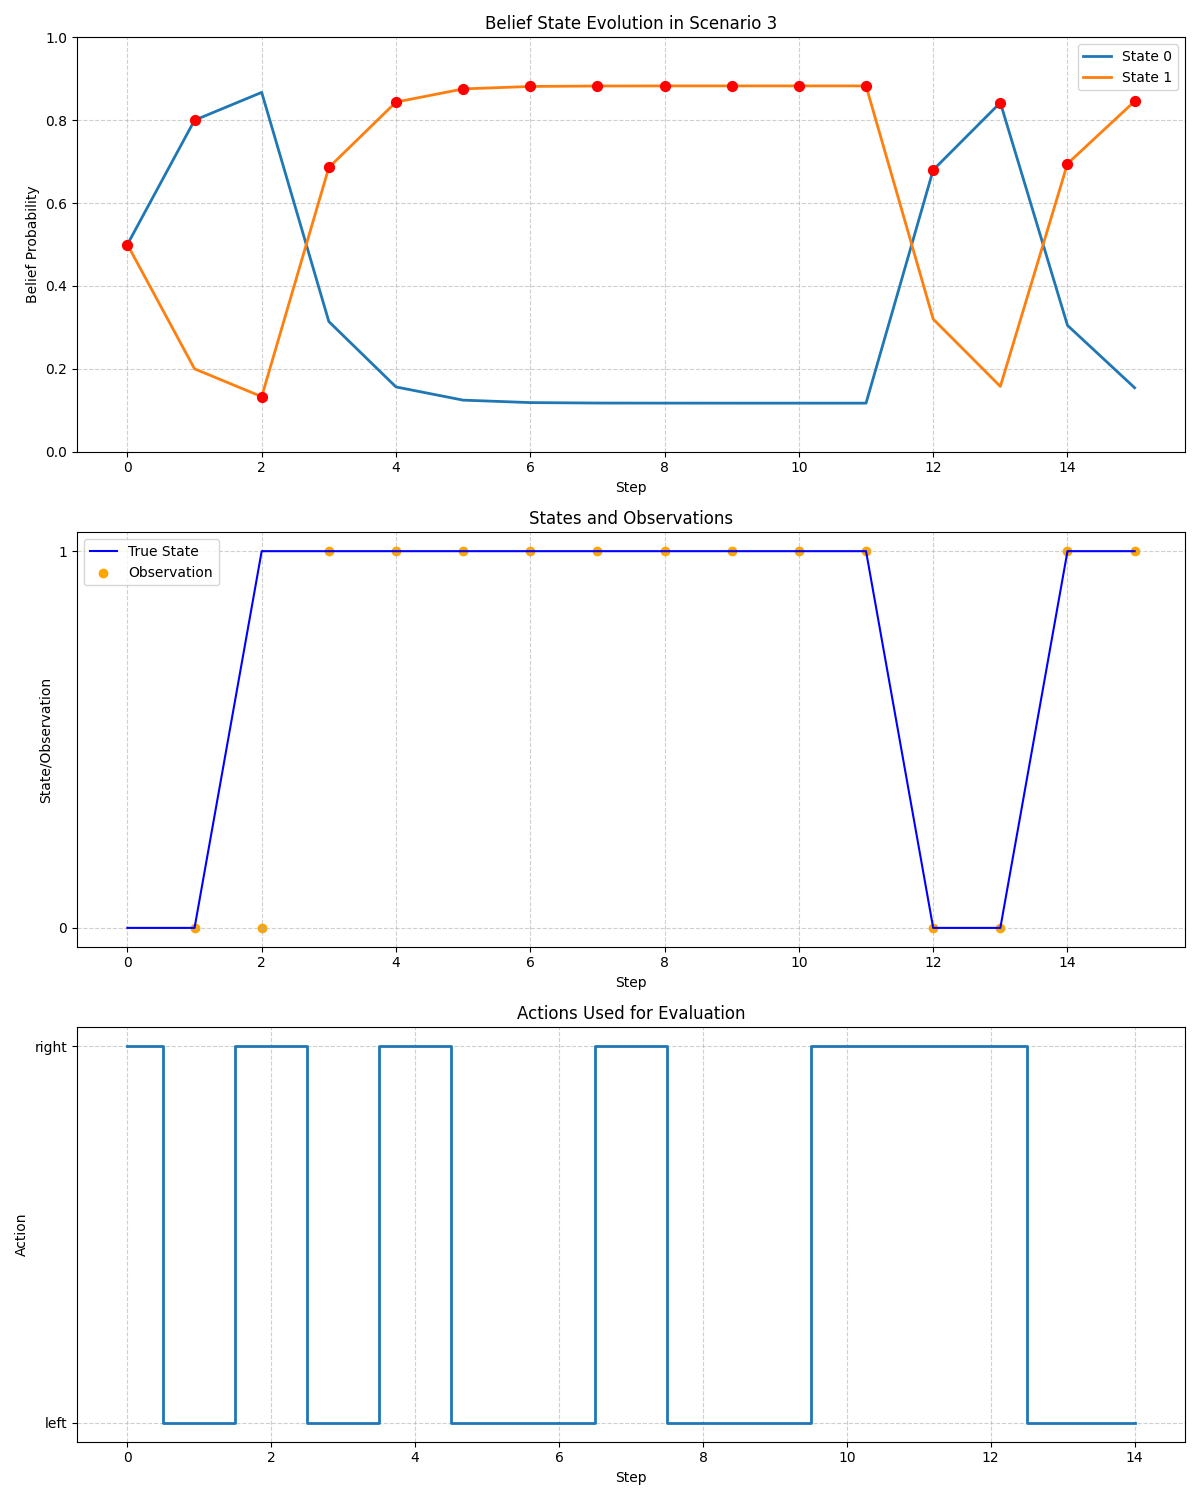 Belief State Evolution in Scenario 3
1.0
0.8
0.6
0.4
0.2
0.0
Belief Probability
State 0
State 1
0 2 4 6 8 10 12 14
Step
States and Observations
1
0
State/Observation
True State
Observation
0 2 4 6 8 10 12 14
Step
Actions Used for Evaluation
right
left
Action
0 2 4 6 8 10 12 14
Step